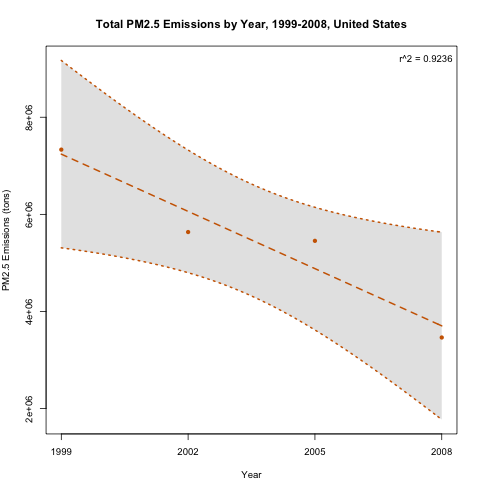 Total PM2.5 Emissions by Year, 1999-2008, United States
r^2 = 0.9236
PM2.5 Emissions (tons)
8e+06
6e+06
4e+06
2e+06
1999 2002 2005 2008
Year